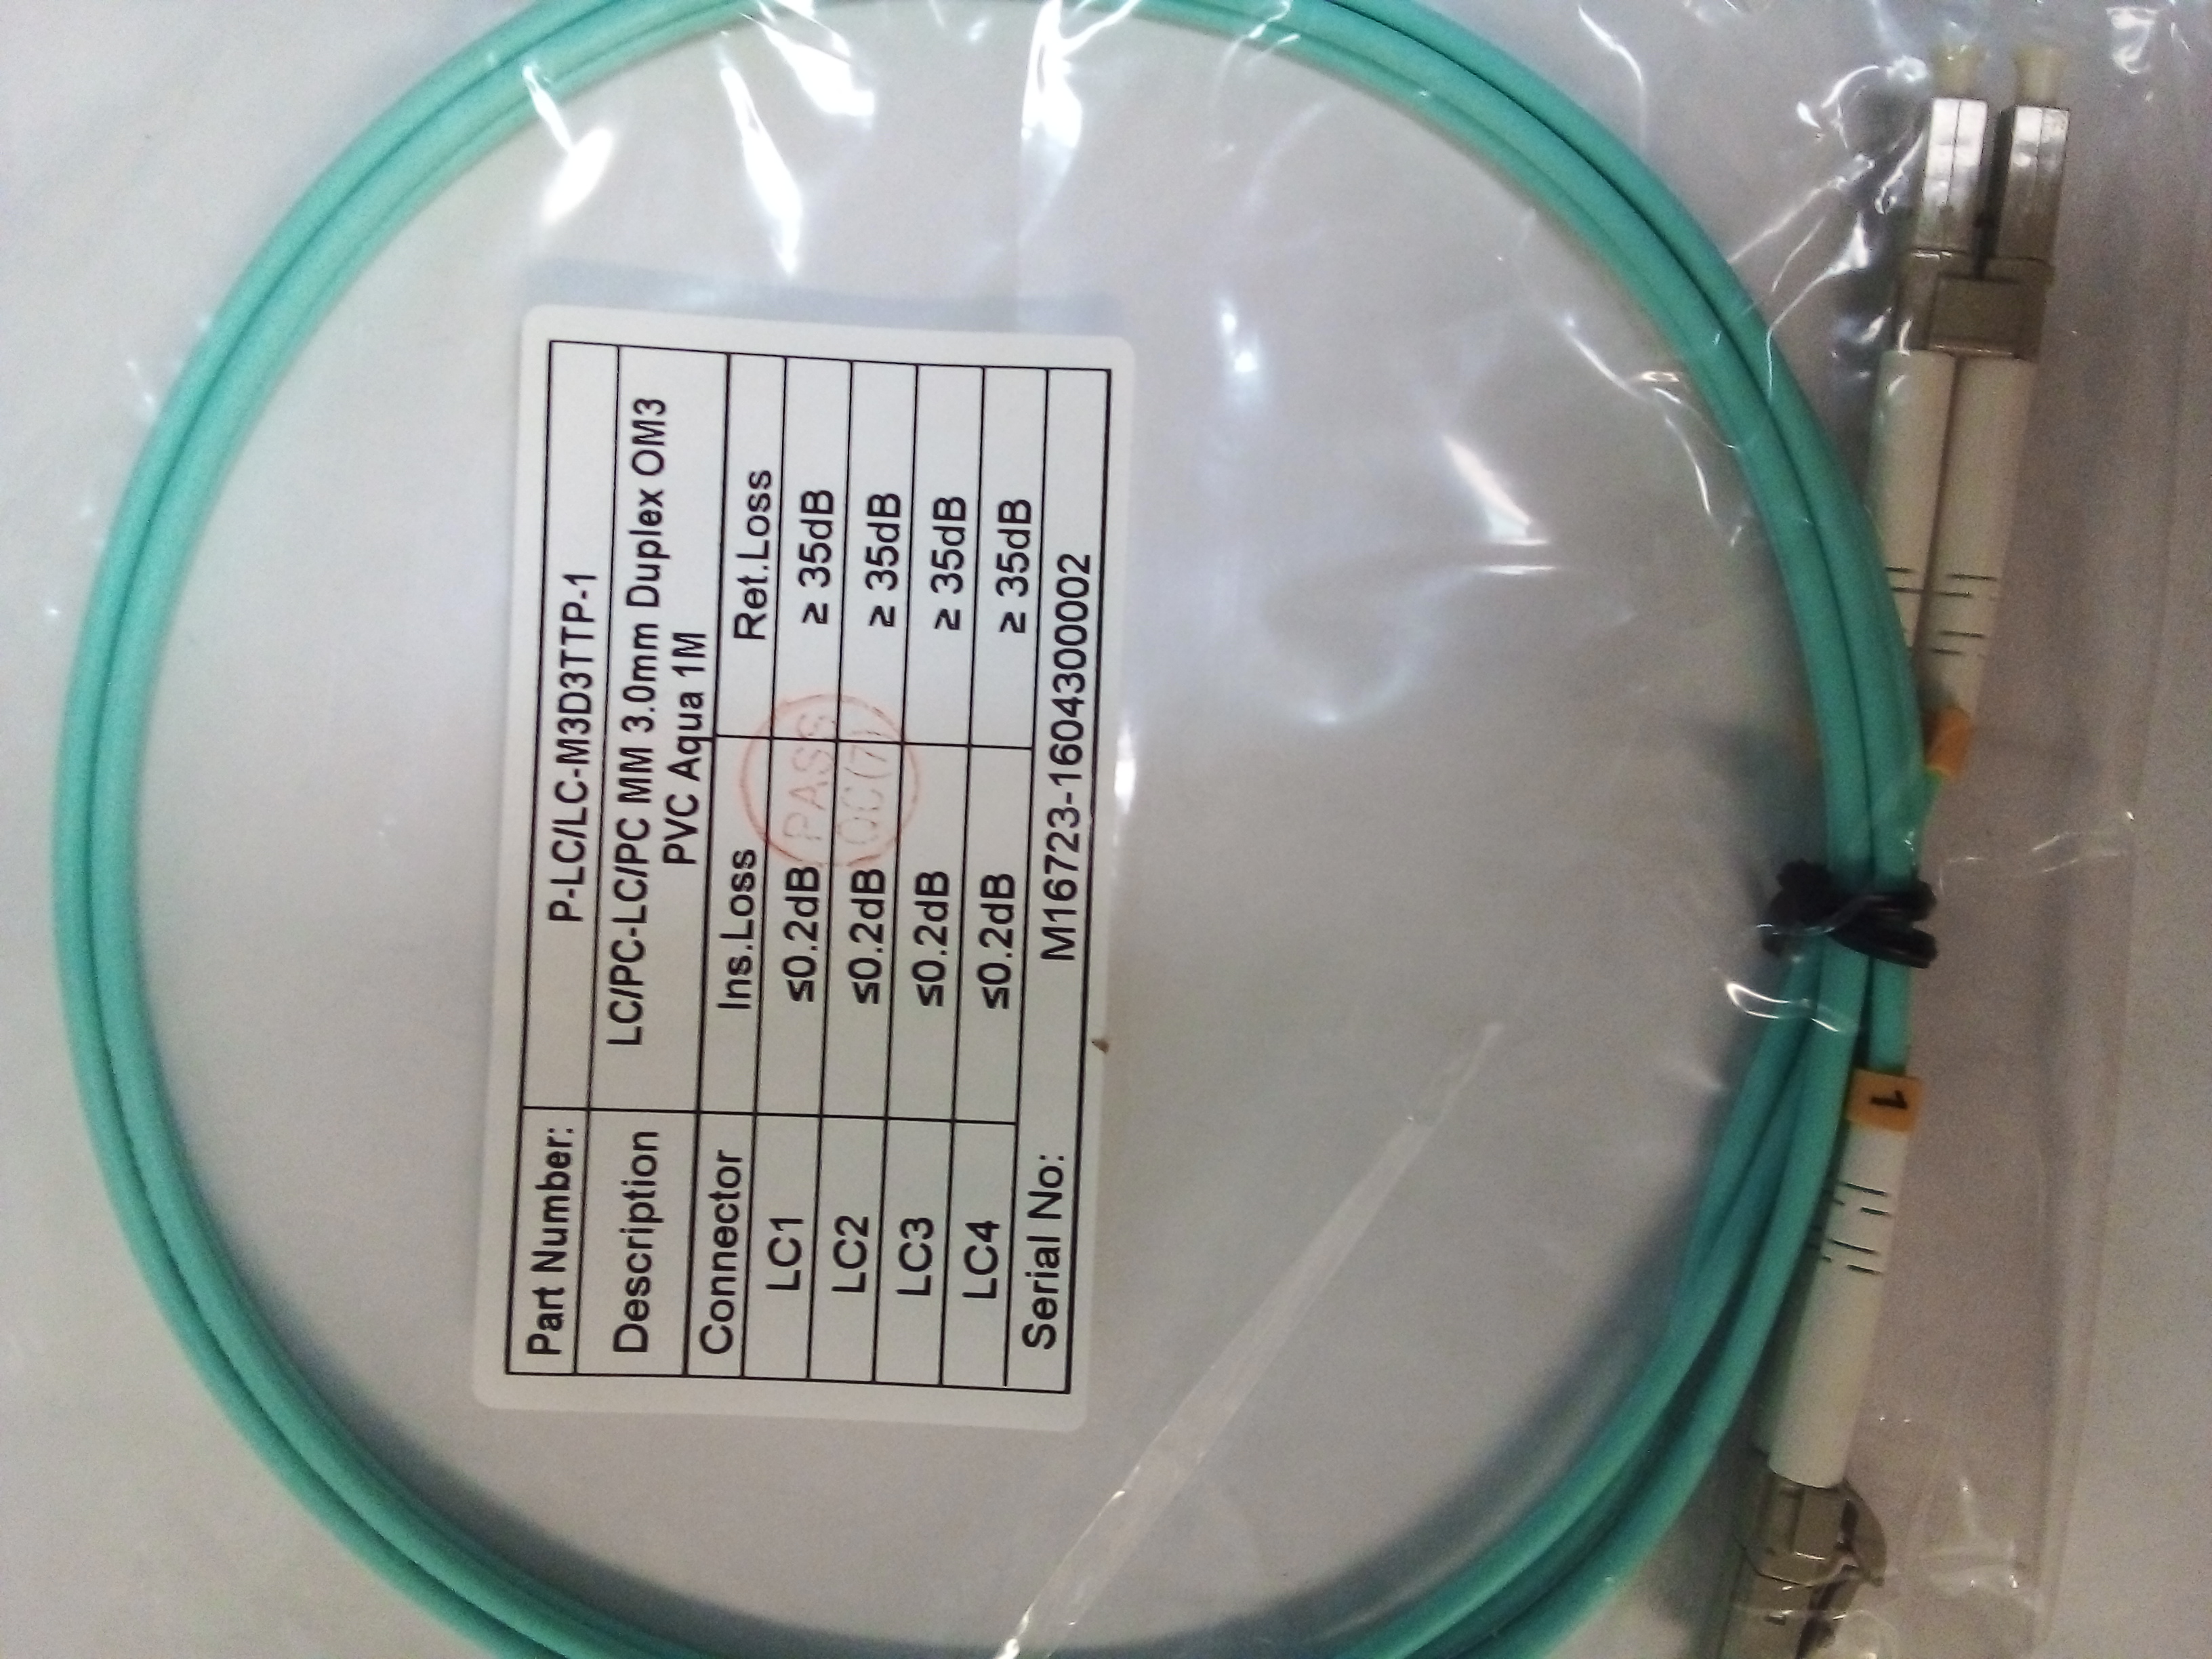 Part Number: P-LC/LC-M3D3TTP-1
Description LC/PC-LC/PC MM 3.0mm Duplex OM3
PVC Aqua 1M
Connector Ins.Loss Ret.Loss
LC1 ≤0.2dB ≥ 35dB
LC2 ≤0.2dB ≥ 35dB
LC3 ≤0.2dB ≥ 35dB
LC4 ≤0.2dB ≥ 35dB
Serial No: M16723-1604300002
PASS
QC(7)
1